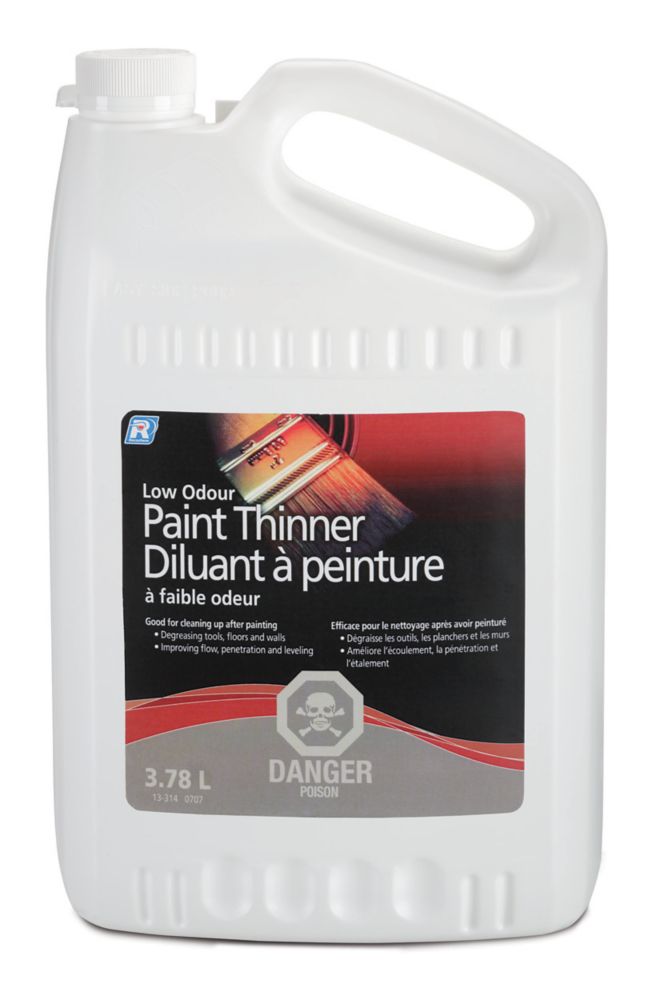 R
Low Odour
Paint Thinner
Diluant à peinture
à faible odeur
Good for cleaning up after painting
• Degreasing tools, floors and walls
• Improving flow, penetration and leveling
Efficace pour le nettoyage après avoir peinturé
• Dégraisse les outils, les planchers et les murs
• Améliore l'écoulement, la pénétration et
l'étalement
3.78 L
13-314 0707
DANGER
POISON